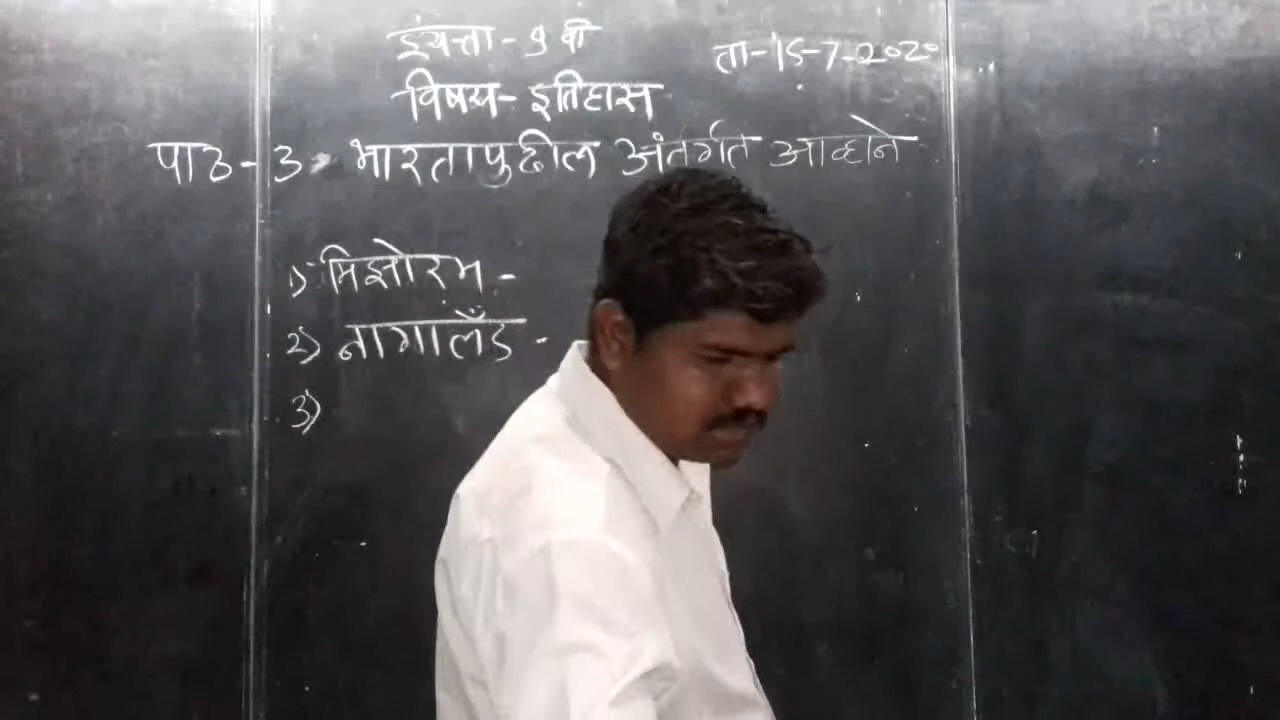 इयत्ता - ९ वी
ता - 15-7-2020
विषय - इतिहास
पाठ - 3 भारतापुढील अंतर्गत आव्हाने
1) मिझोरम -
2) नागालँड -
3)